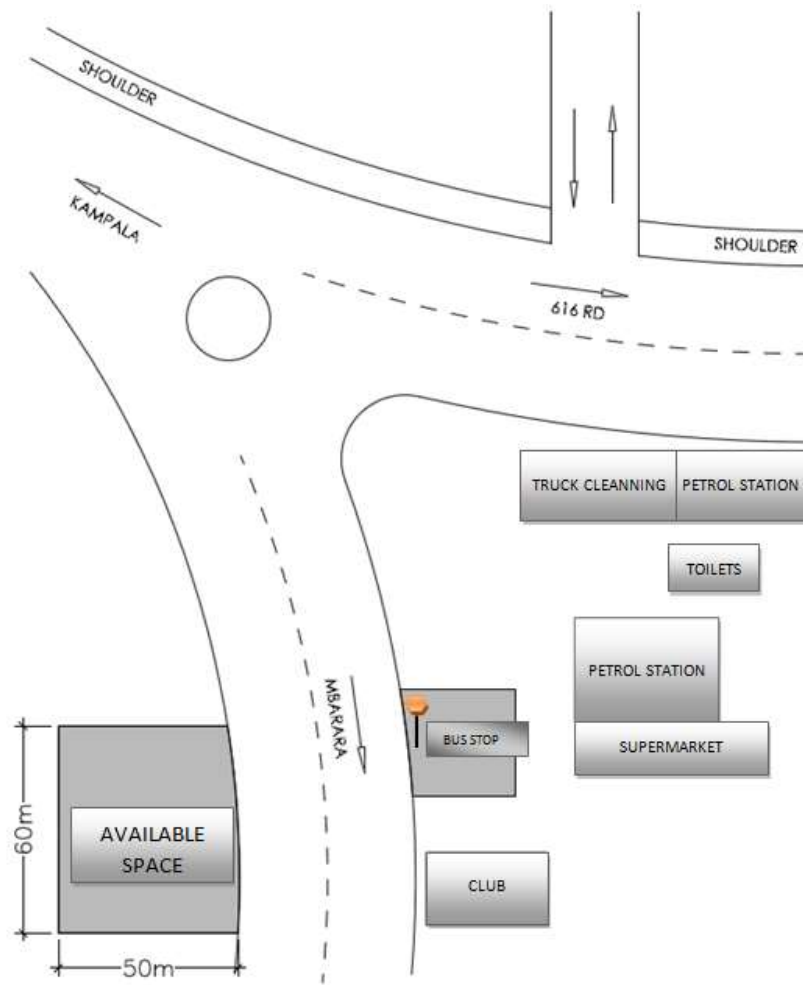 SHOULDER
KAMPALA
SHOULDER
616 RD
TRUCK CLEANNING
PETROL STATION
TOILETS
PETROL STATION
MBARARA
BUS STOP
SUPERMARKET
60m
AVAILABLE
SPACE
CLUB
50m